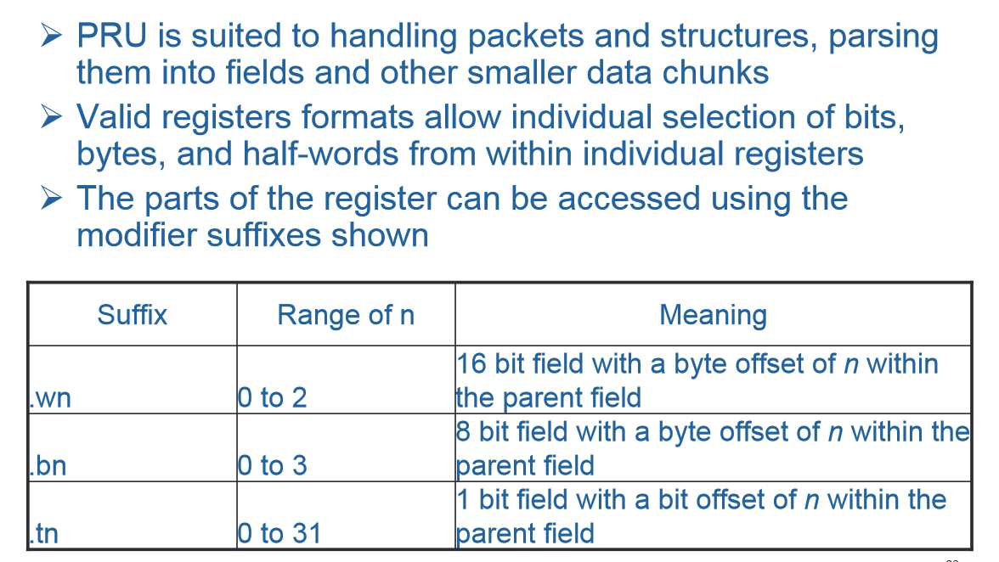 PRU is suited to handling packets and structures, parsing
them into fields and other smaller data chunks
Valid registers formats allow individual selection of bits,
bytes, and half-words from within individual registers
The parts of the register can be accessed using the
modifier suffixes shown
Suffix Range of n Meaning
16 bit field with a byte offset of n within
.wn 0 to 2 the parent field
8 bit field with a byte offset of n within the
.bn 0 to 3 parent field
1 bit field with a bit offset of n within the
.tn 0 to 31 parent field